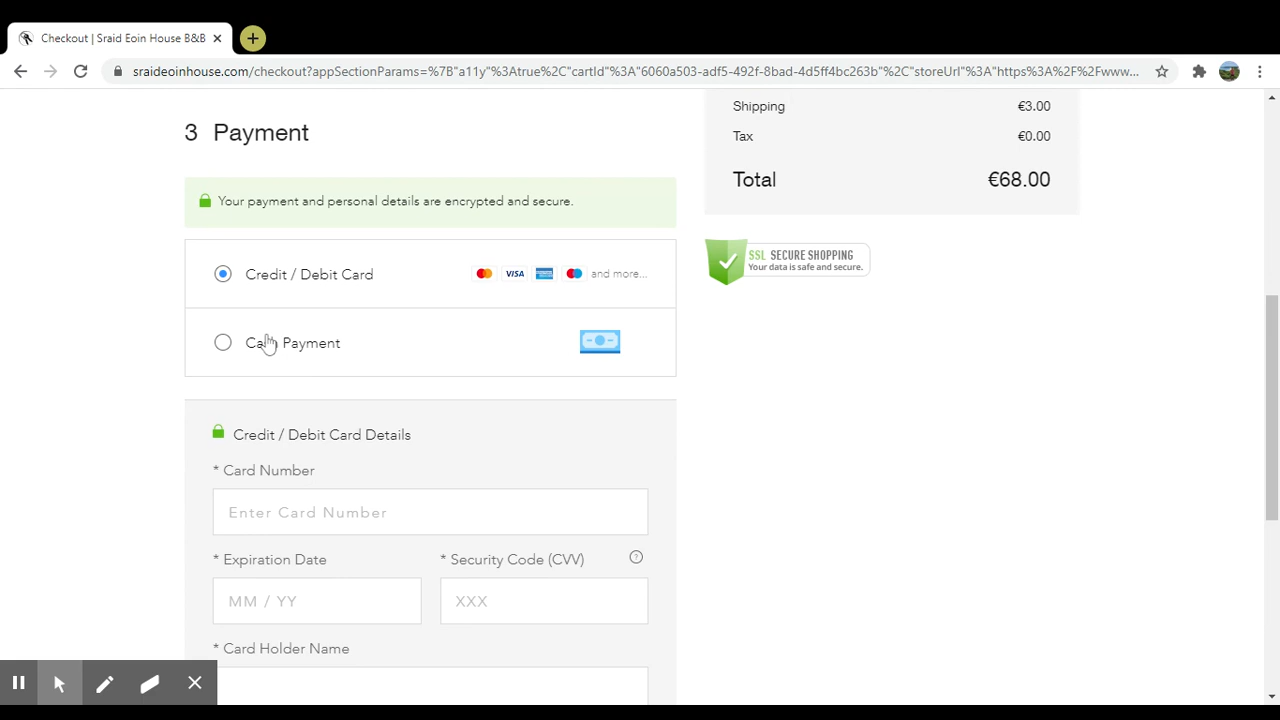 Checkout | Sraid Eoin House B&B
sraideoinhouse.com/checkout?appSectionParams=%7B"a11y"%3Atrue%2C"cartId"%3A"6060a503-adf5-492f-8bad-4d5ff4bc263b"%2C"storeUrl"%3A"https%3A%2F%2Fwww...
Shipping €3.00
3 Payment
Tax €0.00
Total €68.00
Your payment and personal details are encrypted and secure.
SSL SECURE SHOPPING
Your data is safe and secure.
Credit / Debit Card VISA and more...
Payment
Credit / Debit Card Details
* Card Number
Enter Card Number
* Expiration Date * Security Code (CVV) ?
MM / YY XXX
* Card Holder Name